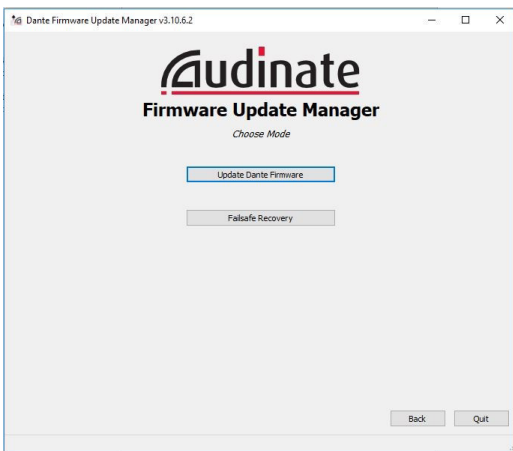 Dante Firmware Update Manager v3.10.6.2
Audinate
Firmware Update Manager
Choose Mode
Update Dante Firmware
Failsafe Recovery
Back
Quit